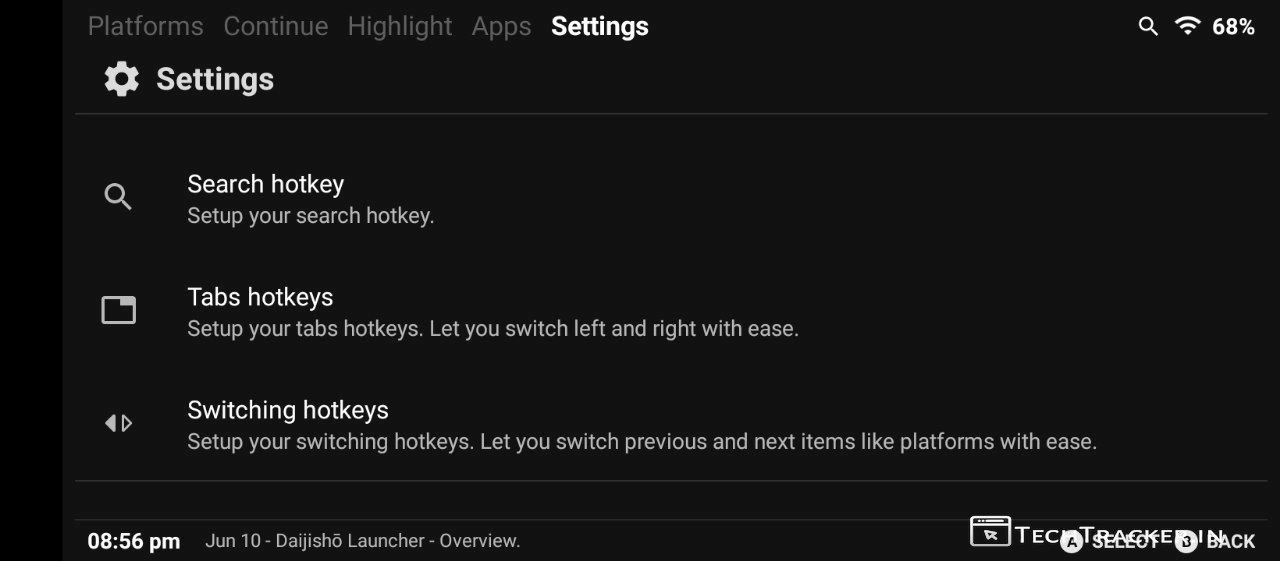 Platforms Continue Highlight Apps Settings 68%
Settings
Search hotkey
Setup your search hotkey.
Tabs hotkeys
Setup your tabs hotkeys. Let you switch left and right with ease.
Switching hotkeys
Setup your switching hotkeys. Let you switch previous and next items like platforms with ease.
08:56 pm Jun 10 - Daijishō Launcher - Overview.
TechTracker.in
A SELECT B BACK